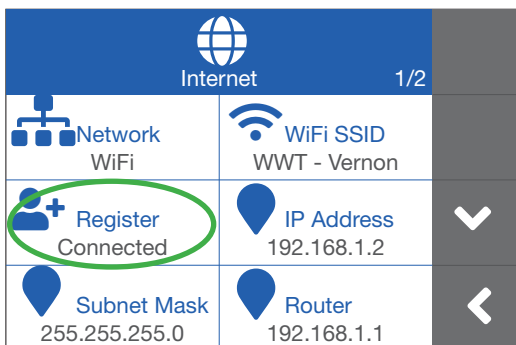 Internet 1/2
Network
WiFi
WiFi SSID
WWT - Vernon
Register
Connected
IP Address
192.168.1.2
Subnet Mask
255.255.255.0
Router
192.168.1.1